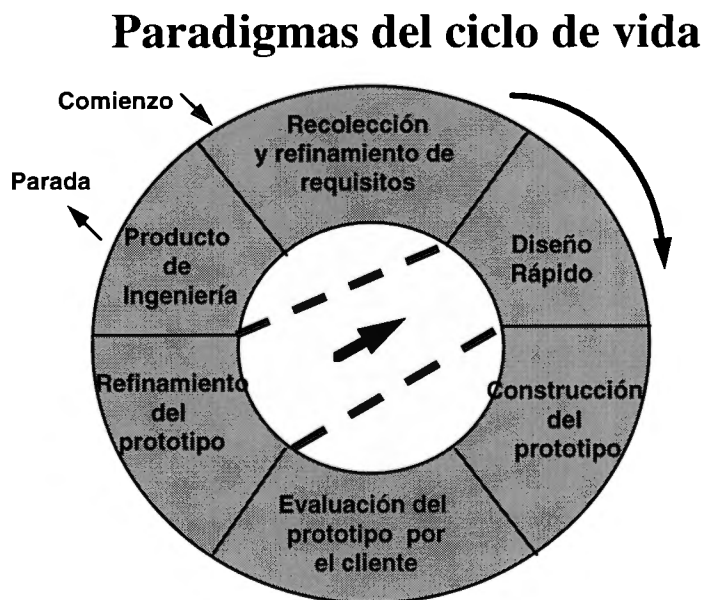 Paradigmas del ciclo de vida
Comienzo
Recolección
y refinamiento de
requisitos
Parada
Producto
de
Ingeniería
Diseño
Rápido
Refinamiento
del
prototipo
Construcción
del
prototipo
Evaluación del
prototipo por
el cliente